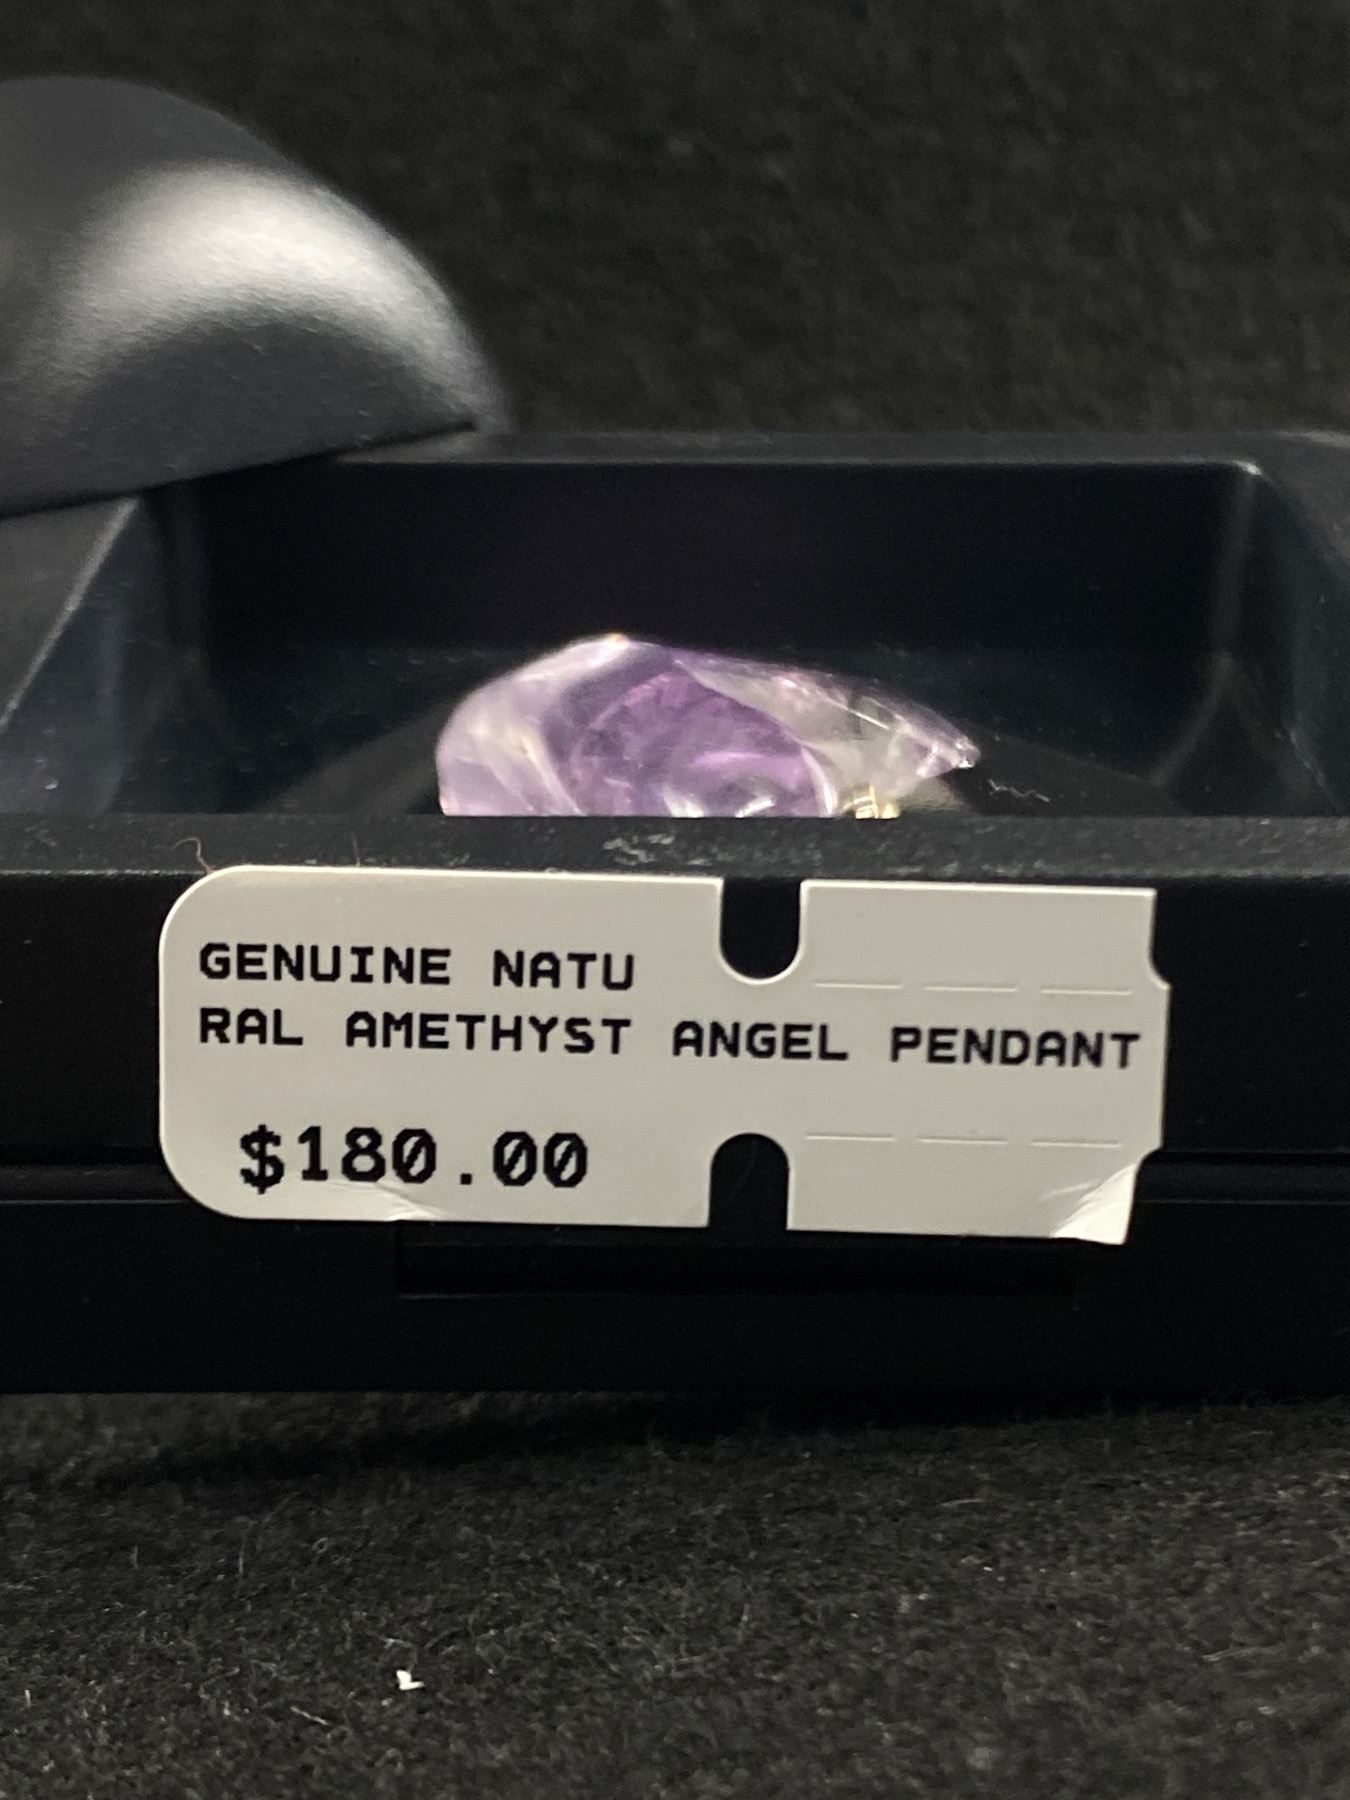 GENUINE NATU
RAL AMETHYST ANGEL PENDANT
$180.00